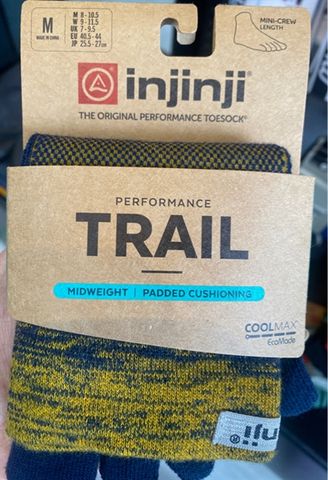 M
MADE IN CHINA
M 8 - 10.5
W 9 - 11.5
UK 7 - 9.5
EU 40.5 - 44
JP 25.5 - 27cm
MINI-CREW
LENGTH
injinji®
THE ORIGINAL PERFORMANCE TOESOCK®
PERFORMANCE
TRAIL
MIDWEIGHT | PADDED CUSHIONING
COOLMAX
EcoMade
inji®